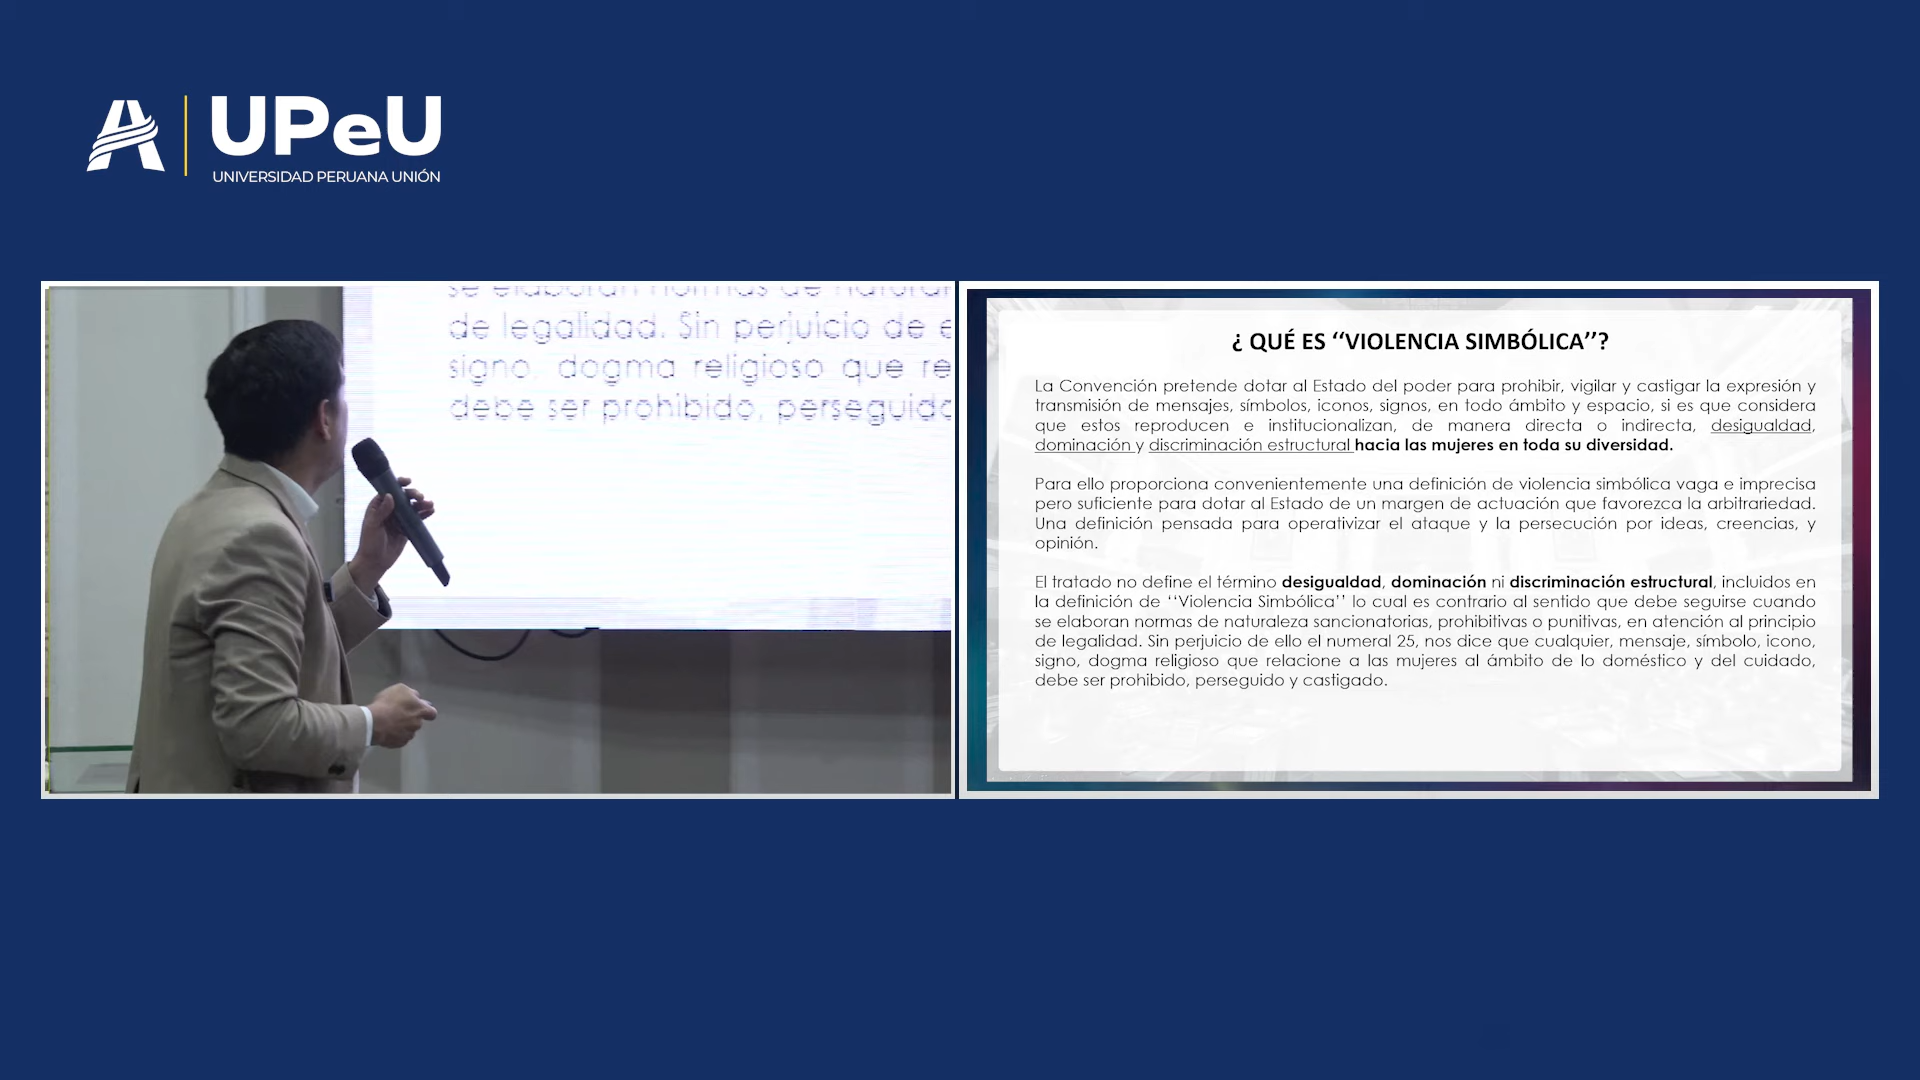 UPeU
UNIVERSIDAD PERUANA UNIÓN
se elaboran normas de natural
de legalidad. Sin perjuicio de e
signo, dogma religioso que re
debe ser prohibido, perseguido
¿ QUÉ ES ‘‘VIOLENCIA SIMBÓLICA’’?
La Convención pretende dotar al Estado del poder para prohibir, vigilar y castigar la expresión y
transmisión de mensajes, símbolos, iconos, signos, en todo ámbito y espacio, si es que considera
que estos reproducen e institucionalizan, de manera directa o indirecta, desigualdad,
dominación y discriminación estructural hacia las mujeres en toda su diversidad.
Para ello proporciona convenientemente una definición de violencia simbólica vaga e imprecisa
pero suficiente para dotar al Estado de un margen de actuación que favorezca la arbitrariedad.
Una definición pensada para operativizar el ataque y la persecución por ideas, creencias, y
opinión.
El tratado no define el término desigualdad, dominación ni discriminación estructural, incluidos en
la definición de ‘‘Violencia Simbólica’’ lo cual es contrario al sentido que debe seguirse cuando
se elaboran normas de naturaleza sancionatorias, prohibitivas o punitivas, en atención al principio
de legalidad. Sin perjuicio de ello el numeral 25, nos dice que cualquier, mensaje, símbolo, icono,
signo, dogma religioso que relacione a las mujeres al ámbito de lo doméstico y del cuidado,
debe ser prohibido, perseguido y castigado.